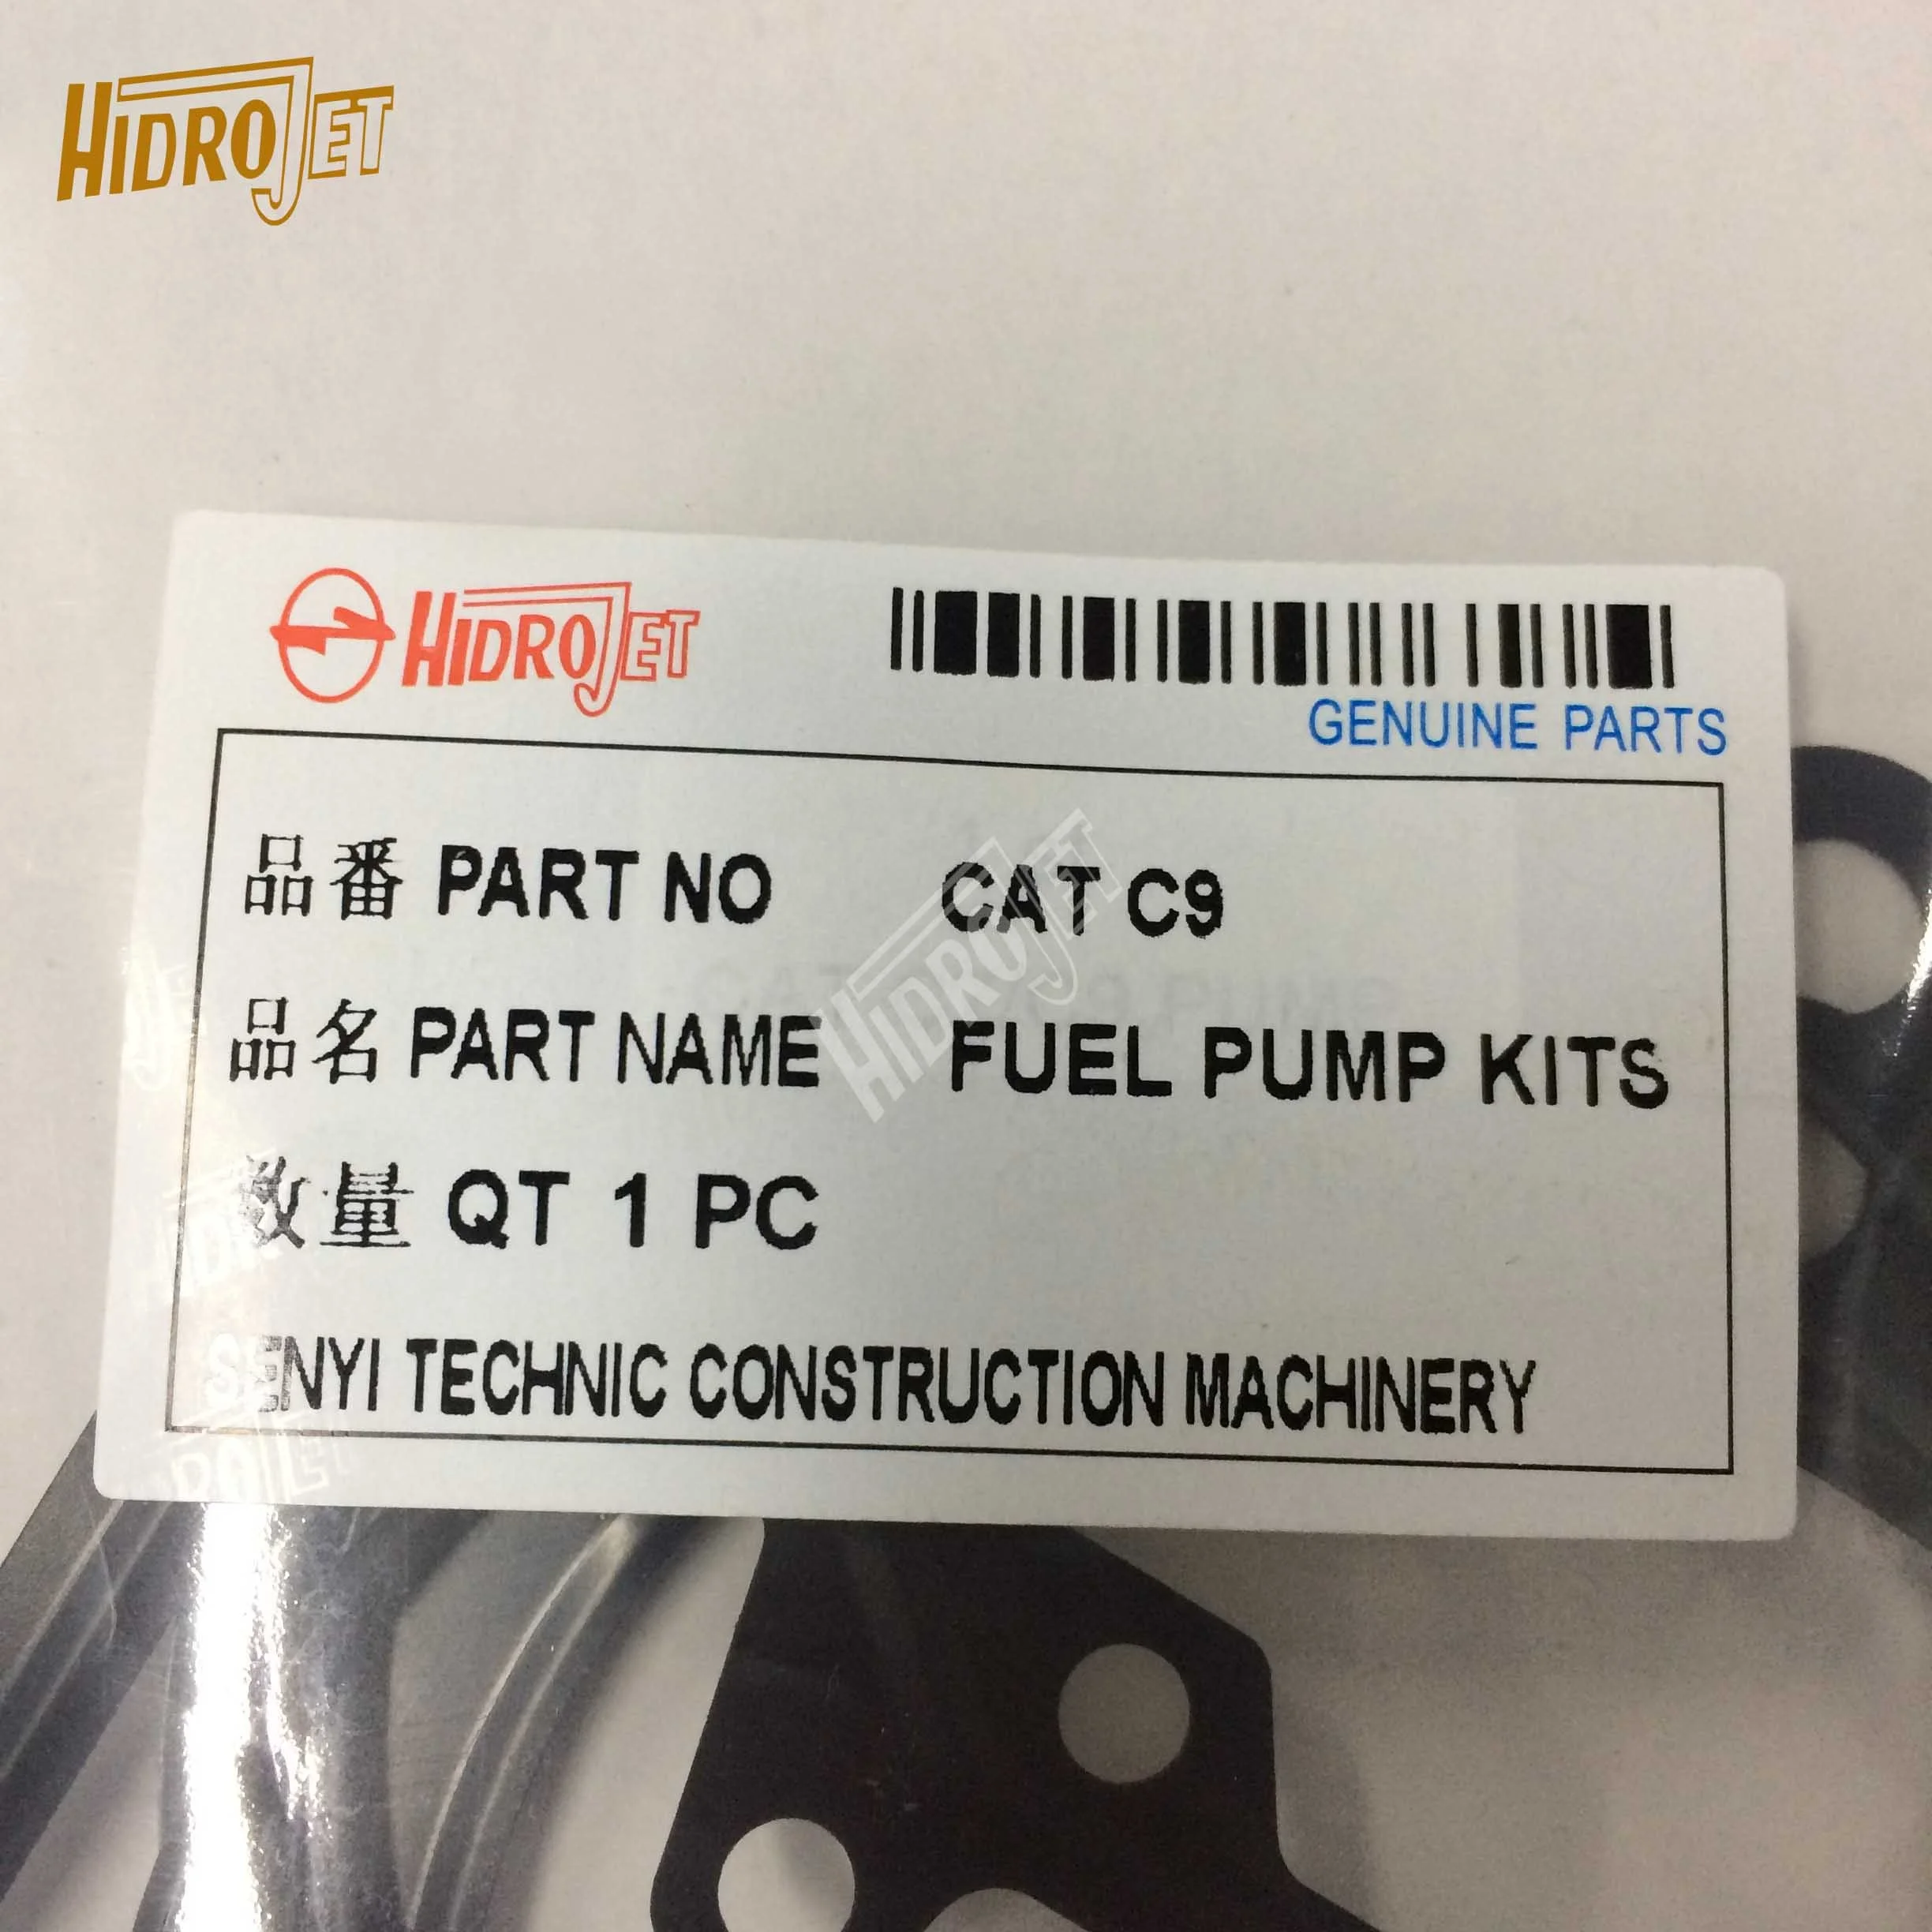 HIDROJET
HIDROJET
GENUINE PARTS
品番 PART NO CAT C9
HIDROJET
品名 PART NAME FUEL PUMP KITS
数量 QT 1 PC
SENYI TECHNIC CONSTRUCTION MACHINERY